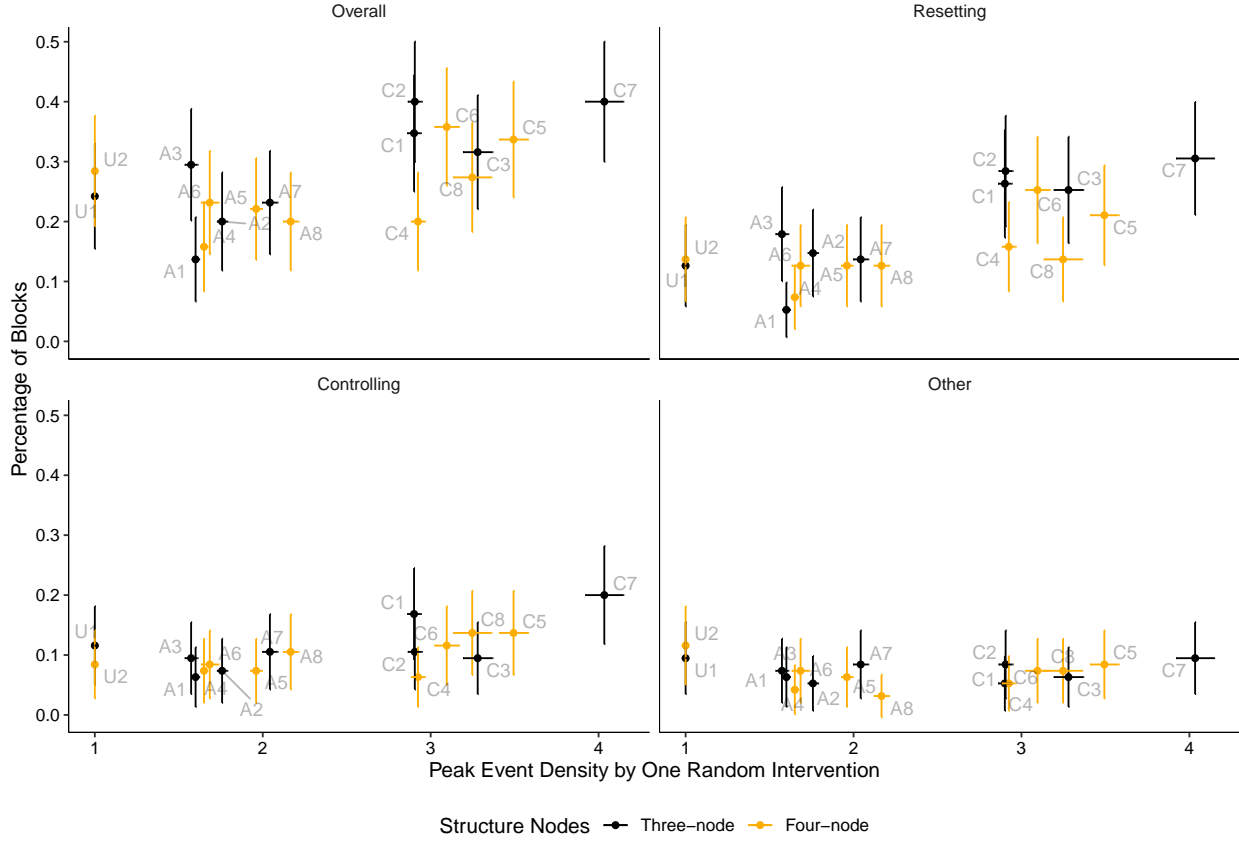 Overall
Resetting
0.5
0.4
0.3
0.2
0.1
0.0
U2
U1
A3
A6
A5
A7
A2
A4
A8
A1
C2
C1
C6
C5
C3
C8
C4
C7
U2
U1
A3
A6
A2
A7
A5
A8
A4
A1
C2
C1
C3
C6
C5
C4
C8
C7
Percentage of Blocks
Controlling
Other
0.5
0.4
0.3
0.2
0.1
0.0
U1
U2
A3
A6
A7
A8
A1
A4
A5
A2
C1
C6
C8
C5
C2
C3
C4
C7
U2
U1
A3
A7
A1
A6
A5
A2
A4
A8
C2
C8
C5
C1
C6
C3
C4
C7
1 2 3 4
1 2 3 4
Peak Event Density by One Random Intervention
Structure Nodes Three−node Four−node